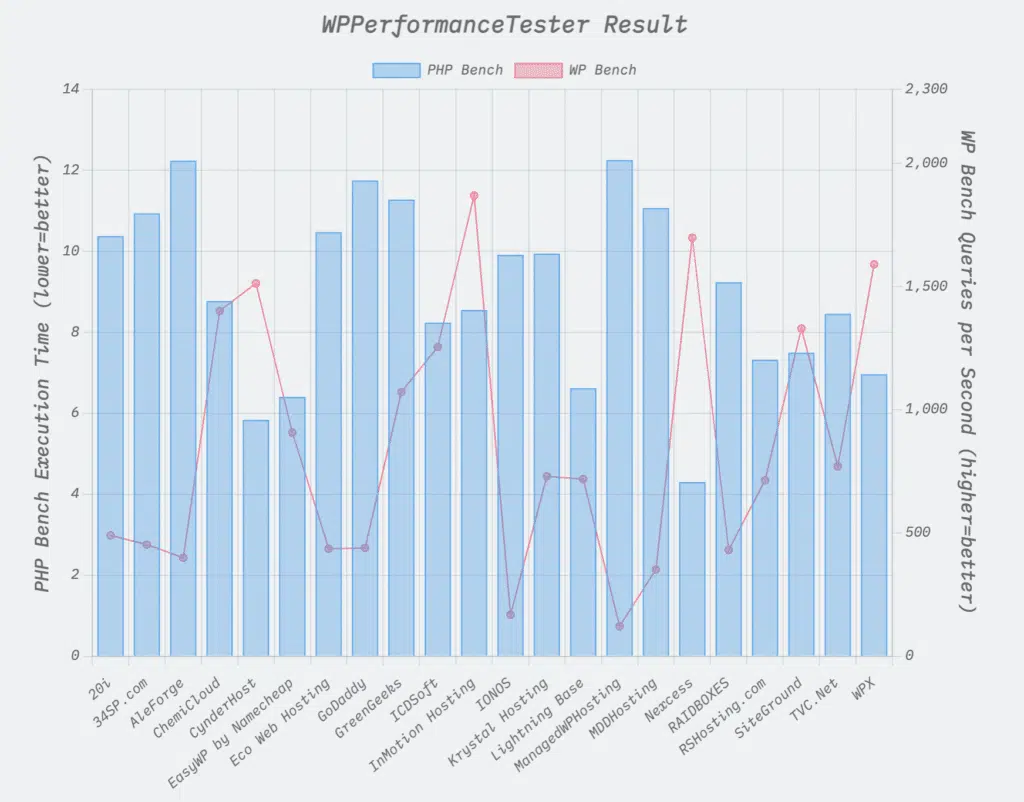 WPPerformanceTester Result
PHP Bench WP Bench
14
12
10
8
6
4
2
0
PHP Bench Execution Time (lower=better)
2,300
2,000
1,500
1,000
500
0
WP Bench Queries per Second (higher=better)
20i
34SP.com
AleForge
ChemiCloud
CynderHost
EasyWP by Namecheap
Eco Web Hosting
GoDaddy
GreenGeeks
ICDSoft
InMotion Hosting
IONOS
Krystal Hosting
Lightning Base
ManagedWPHosting
MDDHosting
Nexcess
RAIDBOXES
RSHosting.com
SiteGround
TVC.Net
WPX